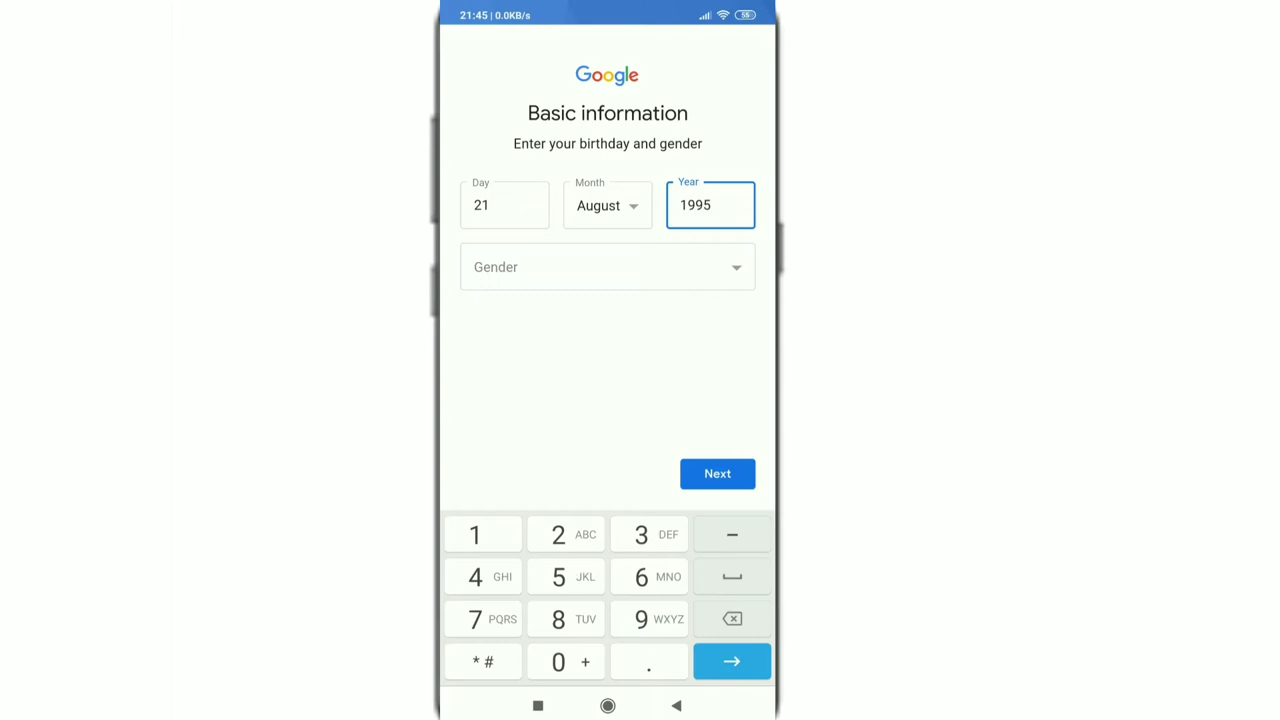 21:45 | 0.0KB/s 55
Google
Basic information
Enter your birthday and gender
Day Month Year
21 August 1995
Gender
Next
1 2 ABC 3 DEF –
4 GHI 5 JKL 6 MNO
7 PQRS 8 TUV 9 WXYZ
* # 0 + .